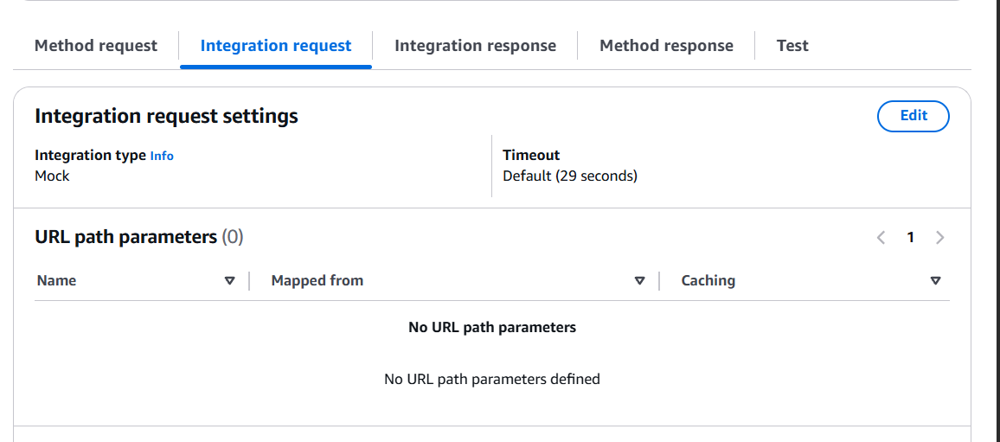 Method request Integration request Integration response Method response Test
Integration request settings Edit
Integration type Info Timeout
Mock Default (29 seconds)
URL path parameters (0) 1
Name Mapped from Caching
No URL path parameters
No URL path parameters defined